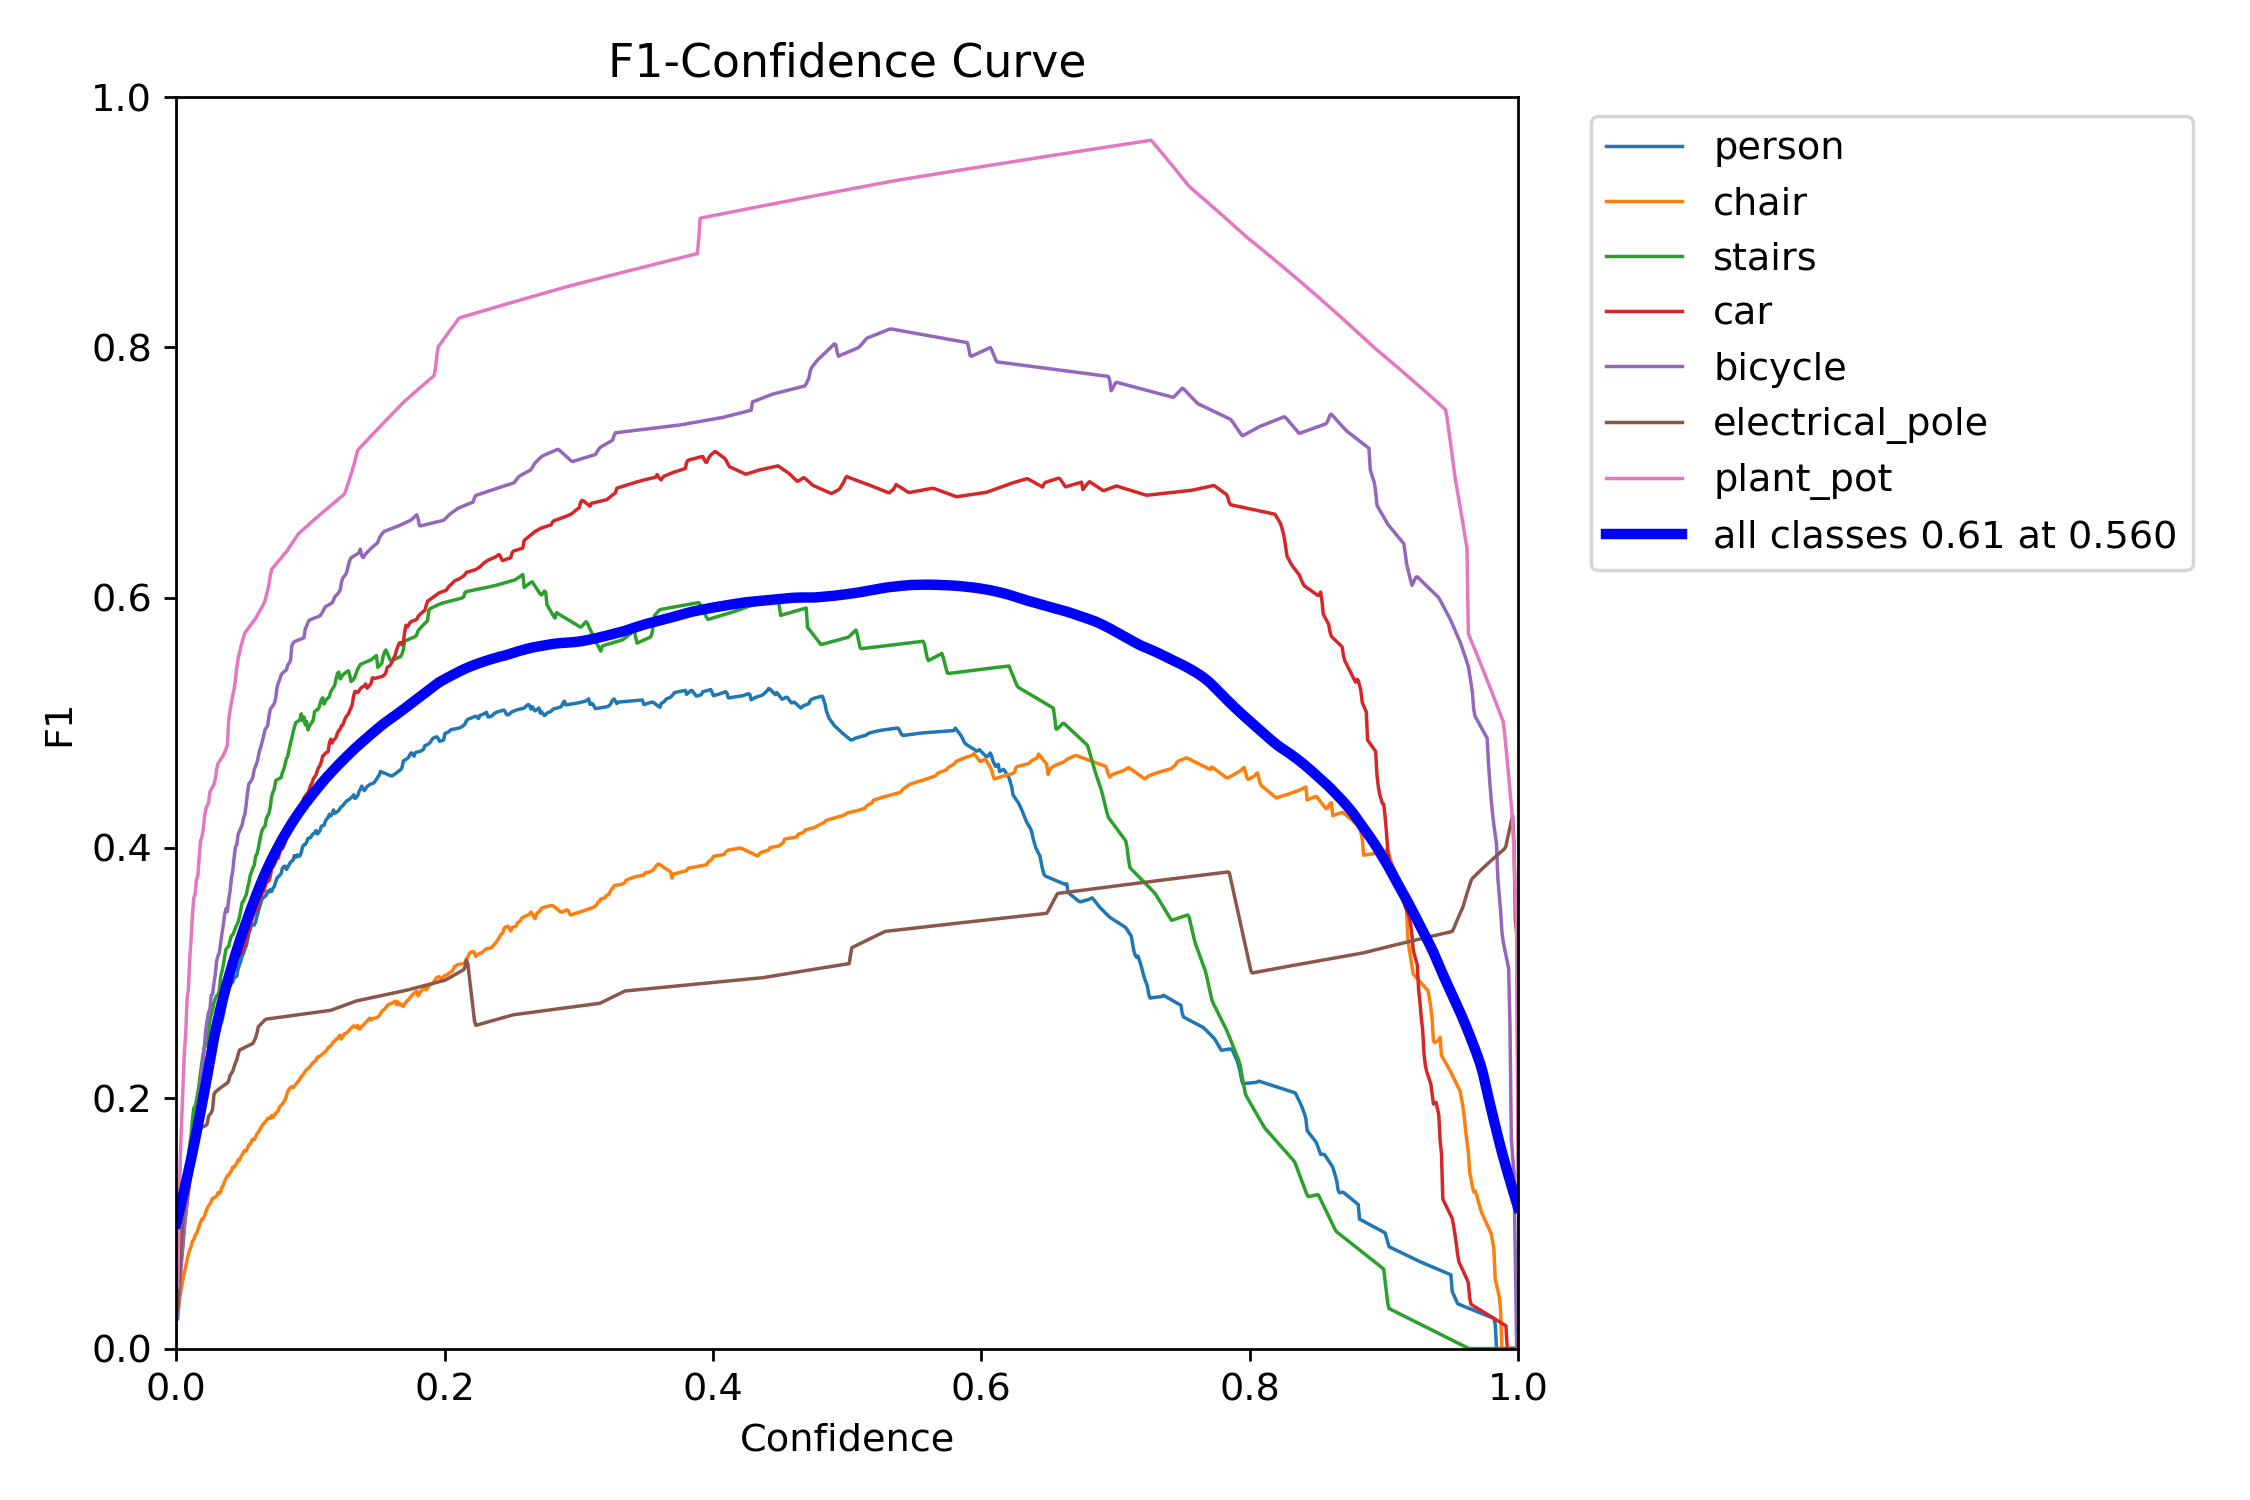 F1-Confidence Curve
1.0
0.8
0.6
0.4
0.2
0.0
F1
0.0 0.2 0.4 0.6 0.8 1.0
Confidence
person
chair
stairs
car
bicycle
electrical_pole
plant_pot
all classes 0.61 at 0.560